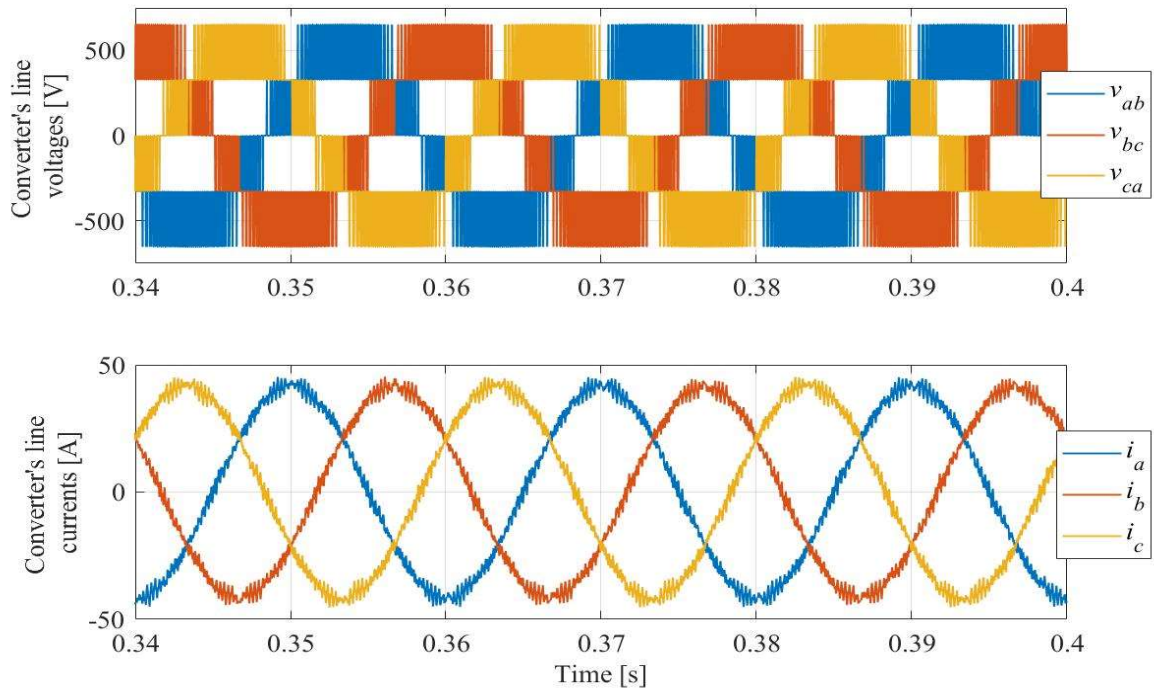 Converter's line
voltages [V]
500
0
-500
v_ab
v_bc
v_ca
0.34 0.35 0.36 0.37 0.38 0.39 0.4
Converter's line
currents [A]
50
0
-50
i_a
i_b
i_c
0.34 0.35 0.36 0.37 0.38 0.39 0.4
Time [s]